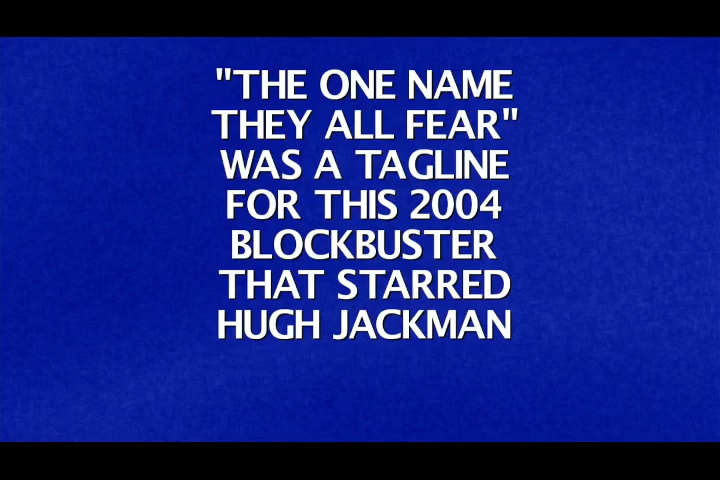 "THE ONE NAME
THEY ALL FEAR"
WAS A TAGLINE
FOR THIS 2004
BLOCKBUSTER
THAT STARRED
HUGH JACKMAN